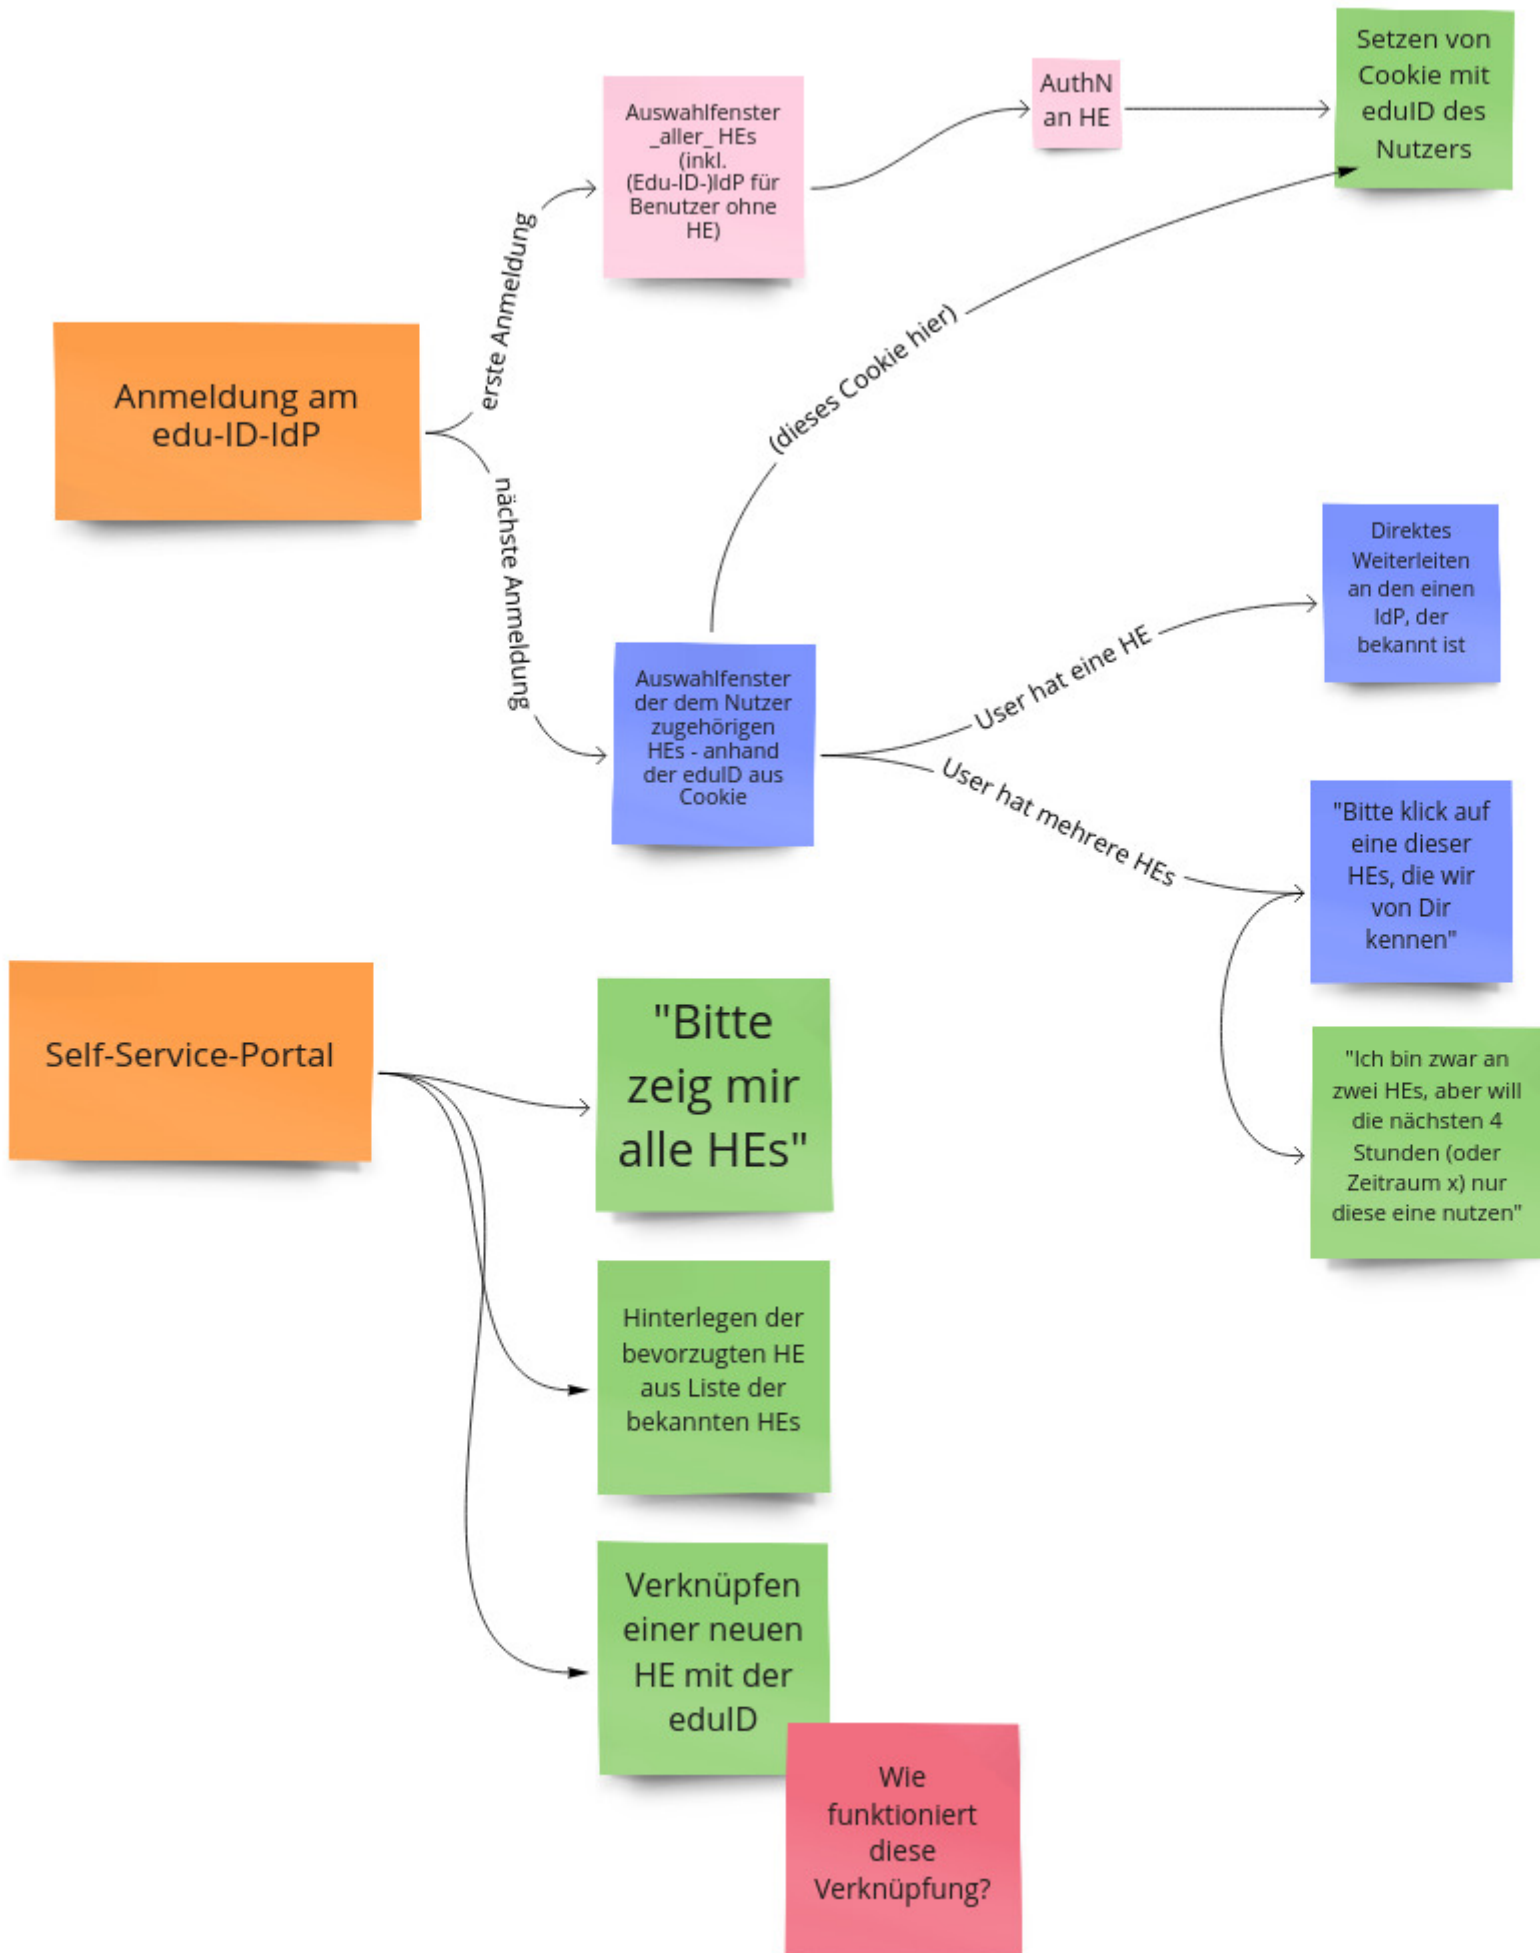 Setzen von
Cookie mit
eduID des
Nutzers
AuthN
an HE
Auswahlfenster
_aller_ HEs
(inkl.
(Edu-ID-)IdP für
Benutzer ohne
HE)
erste Anmeldung
Anmeldung am
edu-ID-IdP
(dieses Cookie hier)
nächste Anmeldung
Direktes
Weiterleiten
an den einen
IdP, der
bekannt ist
User hat eine HE
Auswahlfenster
der dem Nutzer
zugehörigen
HEs - anhand
der eduID aus
Cookie
User hat mehrere HEs
"Bitte klick auf
eine dieser
HEs, die wir
von Dir
kennen"
Self-Service-Portal
"Bitte
zeig mir
alle HEs"
"Ich bin zwar an
zwei HEs, aber will
die nächsten 4
Stunden (oder
Zeitraum x) nur
diese eine nutzen"
Hinterlegen der
bevorzugten HE
aus Liste der
bekannten HEs
Verknüpfen
einer neuen
HE mit der
eduID
Wie
funktioniert
diese
Verknüpfung?